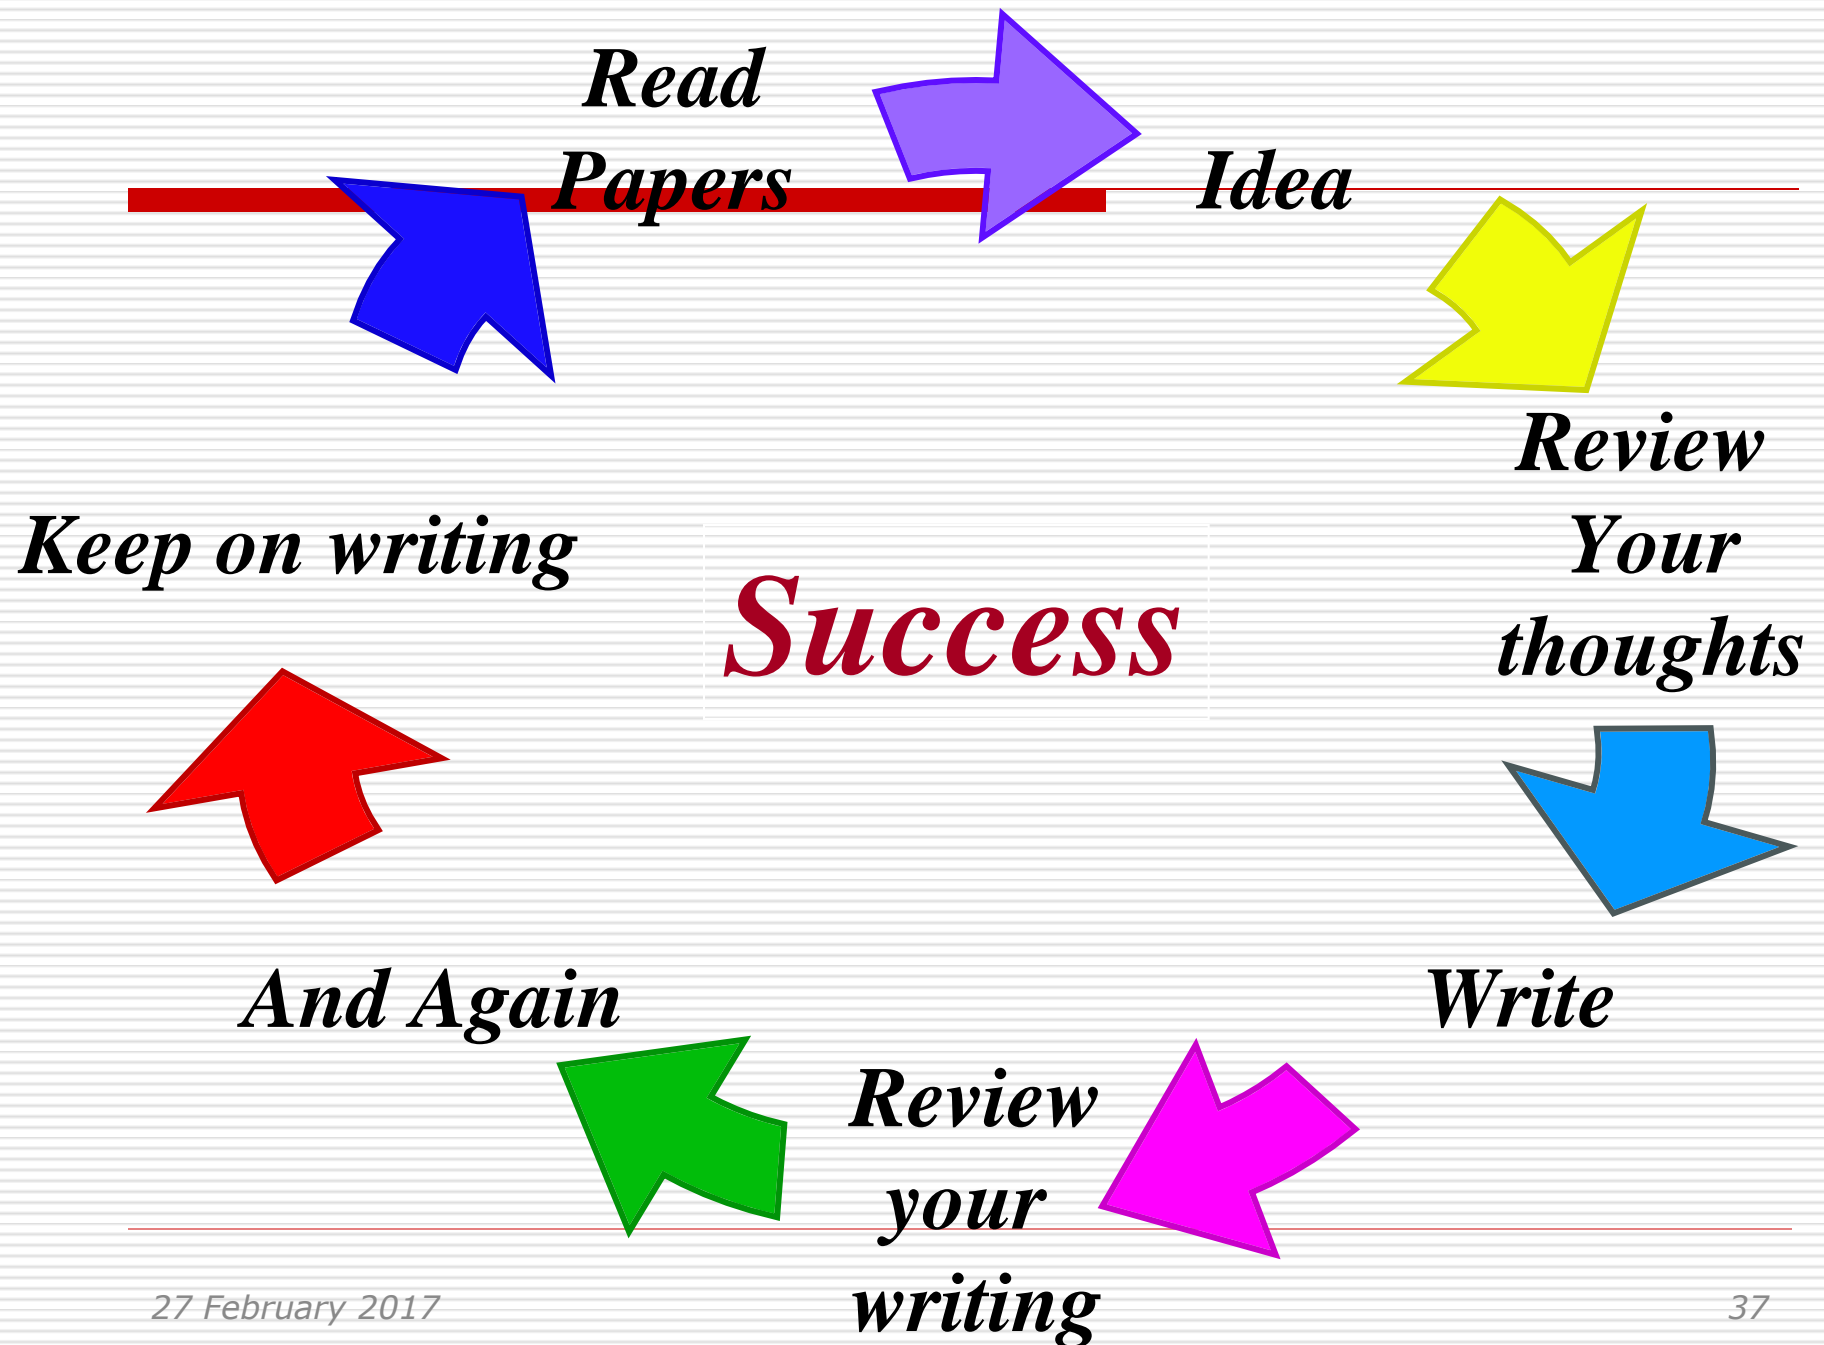 Read
Papers
Idea
Review
Your
thoughts
Write
Review
your
writing
And Again
Keep on writing
Success
27 February 2017
37